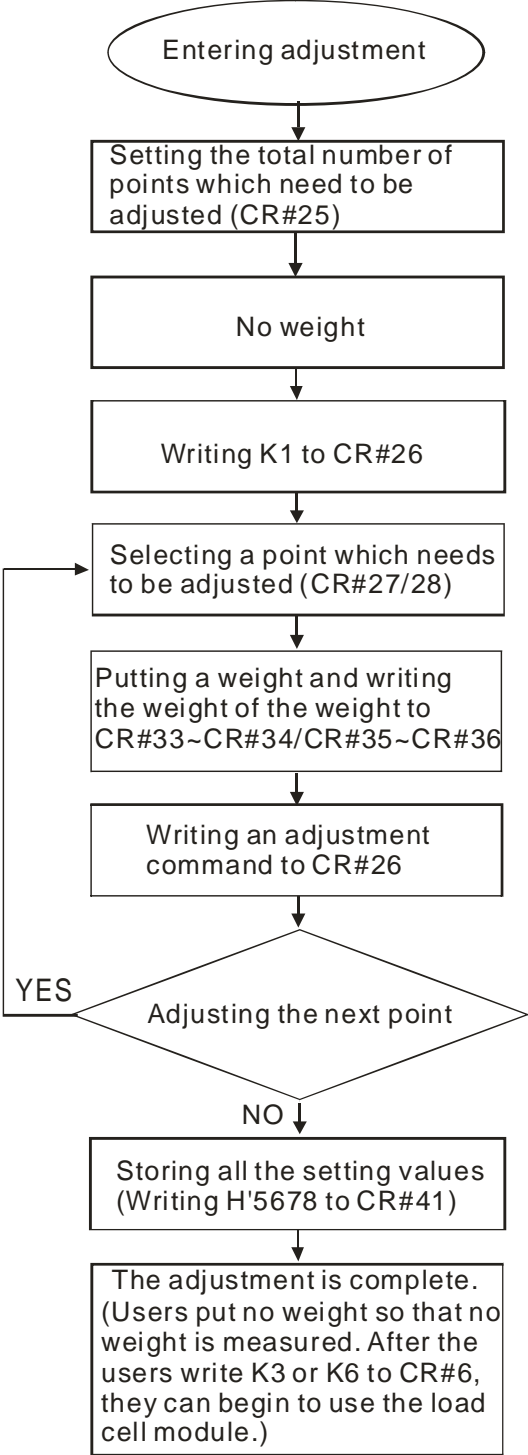 Entering adjustment
Setting the total number of
points which need to be
adjusted (CR#25)
No weight
Writing K1 to CR#26
Selecting a point which needs
to be adjusted (CR#27/28)
Putting a weight and writing
the weight of the weight to
CR#33~CR#34/CR#35~CR#36
Writing an adjustment
command to CR#26
YES
Adjusting the next point
NO
Storing all the setting values
(Writing H'5678 to CR#41)
The adjustment is complete.
(Users put no weight so that no
weight is measured. After the
users write K3 or K6 to CR#6,
they can begin to use the load
cell module.)